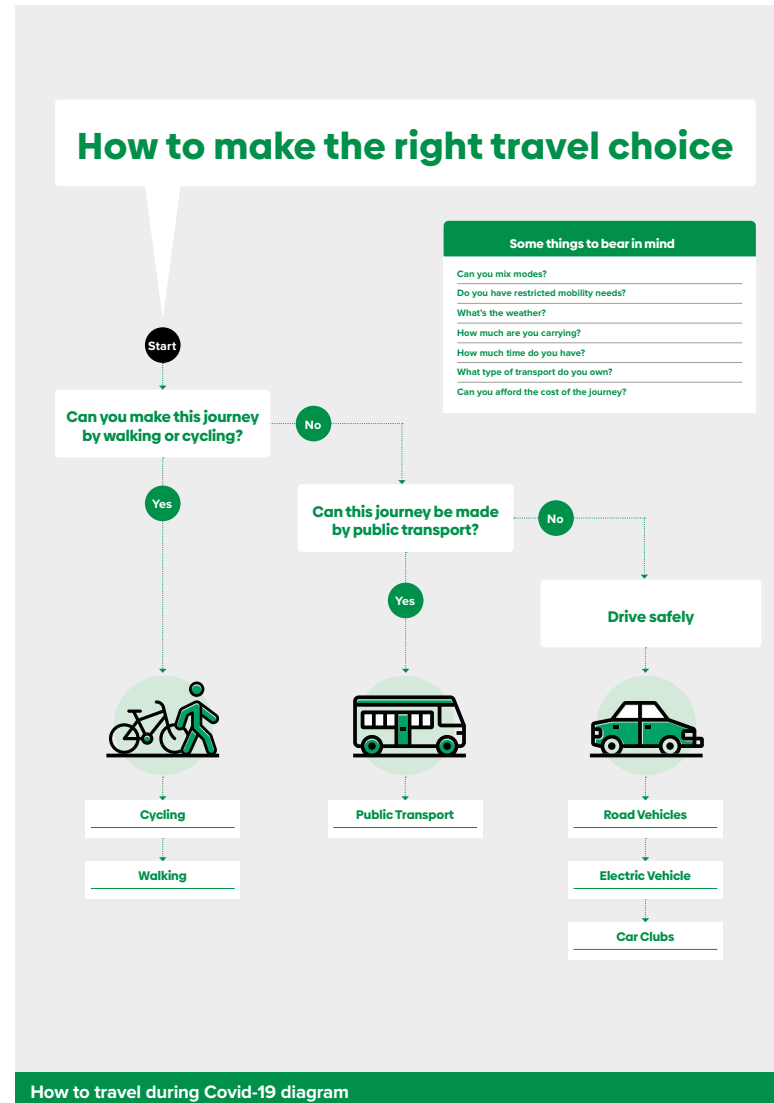 How to make the right travel choice
Some things to bear in mind
Can you mix modes?
Do you have restricted mobility needs?
What's the weather?
How much are you carrying?
How much time do you have?
What type of transport do you own?
Can you afford the cost of the journey?
Start
Can you make this journey
by walking or cycling?
No
Yes
Can this journey be made
by public transport?
No
Yes
Drive safely
Cycling
Walking
Public Transport
Road Vehicles
Electric Vehicle
Car Clubs
How to travel during Covid-19 diagram